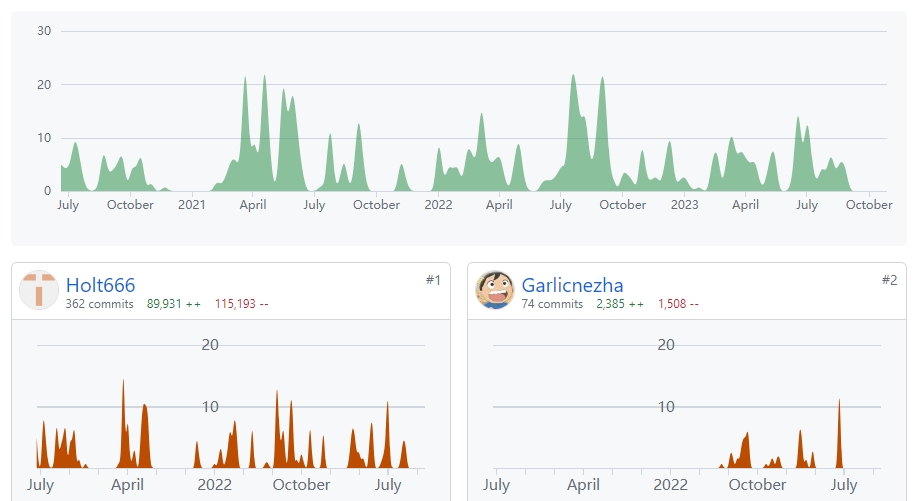 30
20
10
0
July October 2021 April July October 2022 April July October 2023 April July October
Holt666 #1
362 commits 89,931 ++ 115,193 --
20
10
July April 2022 October July
Garlicnezha #2
74 commits 2,385 ++ 1,508 --
20
10
July April 2022 October July